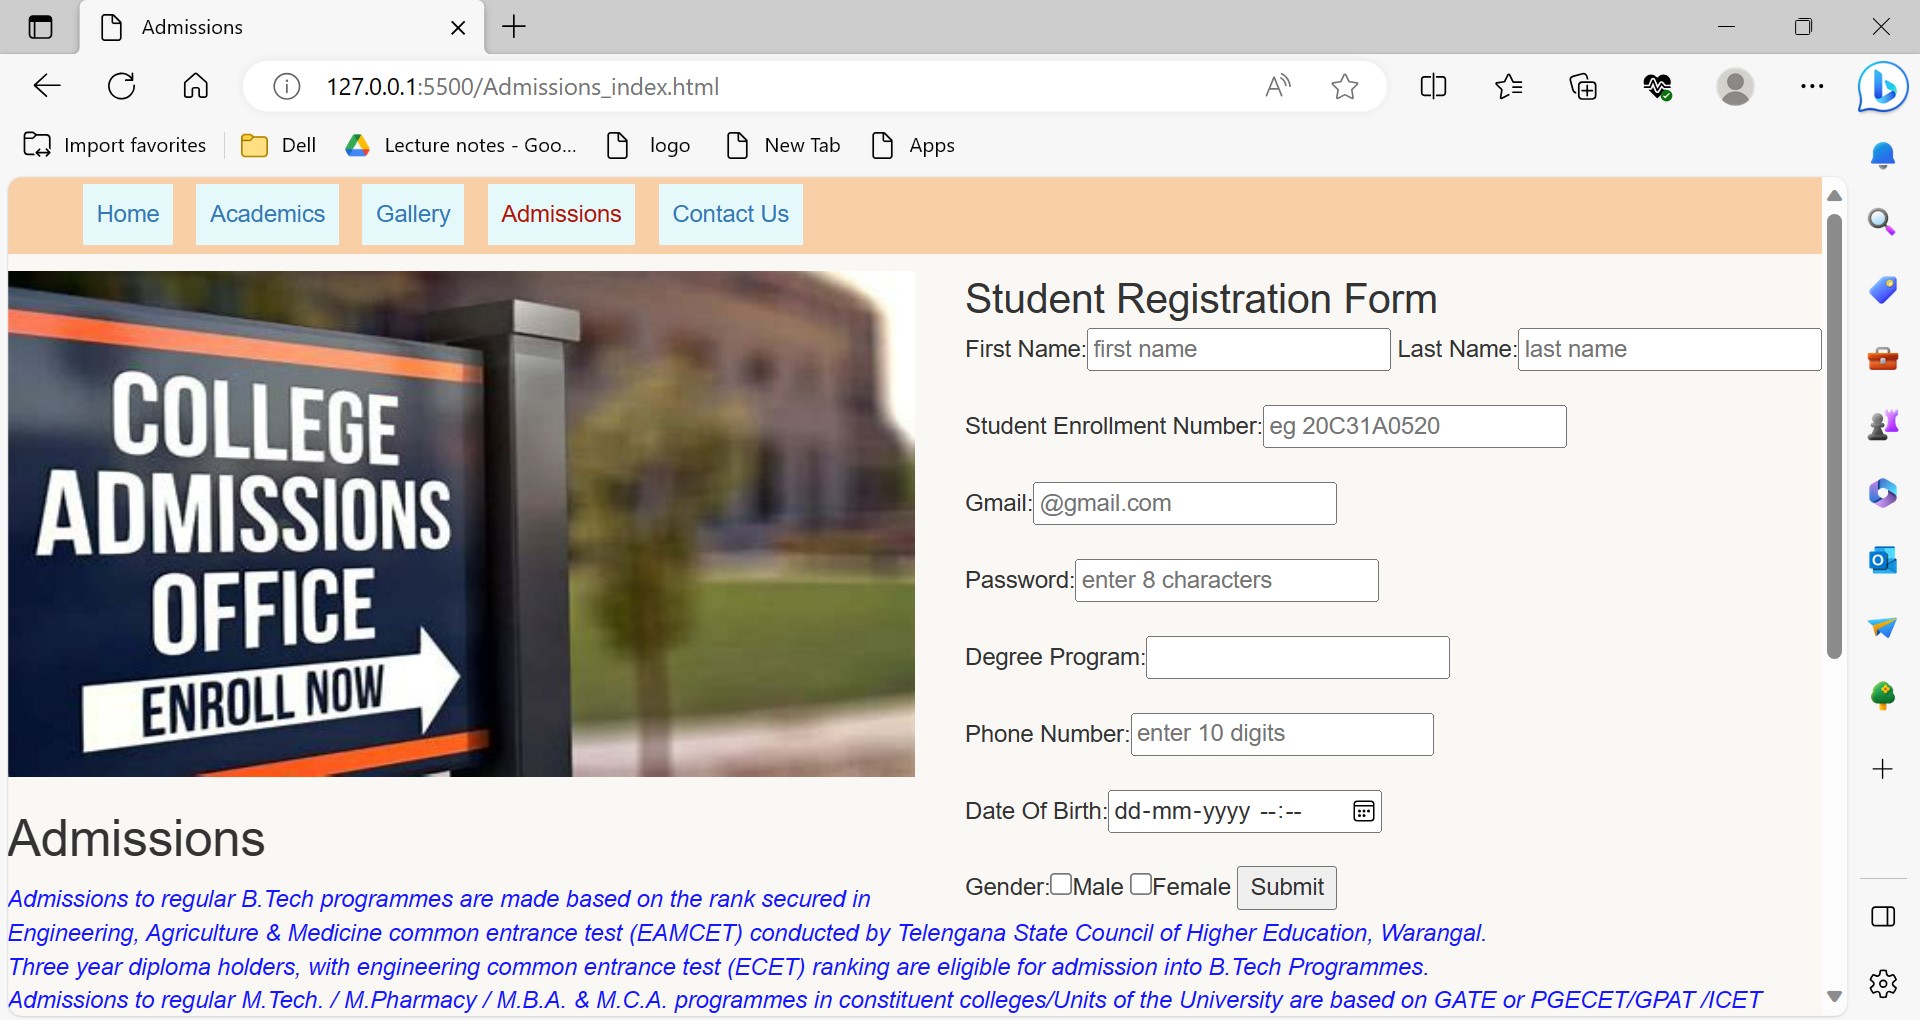 Admissions
127.0.0.1:5500/Admissions_index.html
Import favorites Dell Lecture notes - Goo... logo New Tab Apps
Home Academics Gallery Admissions Contact Us
COLLEGE
ADMISSIONS
OFFICE
ENROLL NOW
Student Registration Form
First Name: first name Last Name: last name
Student Enrollment Number: eg 20C31A0520
Gmail: @gmail.com
Password: enter 8 characters
Degree Program:
Phone Number: enter 10 digits
Date Of Birth: dd-mm-yyyy --:--
Gender: Male Female Submit
Admissions
Admissions to regular B.Tech programmes are made based on the rank secured in
Engineering, Agriculture & Medicine common entrance test (EAMCET) conducted by Telengana State Council of Higher Education, Warangal.
Three year diploma holders, with engineering common entrance test (ECET) ranking are eligible for admission into B.Tech Programmes.
Admissions to regular M.Tech. / M.Pharmacy / M.B.A. & M.C.A. programmes in constituent colleges/Units of the University are based on GATE or PGECET/GPAT /ICET